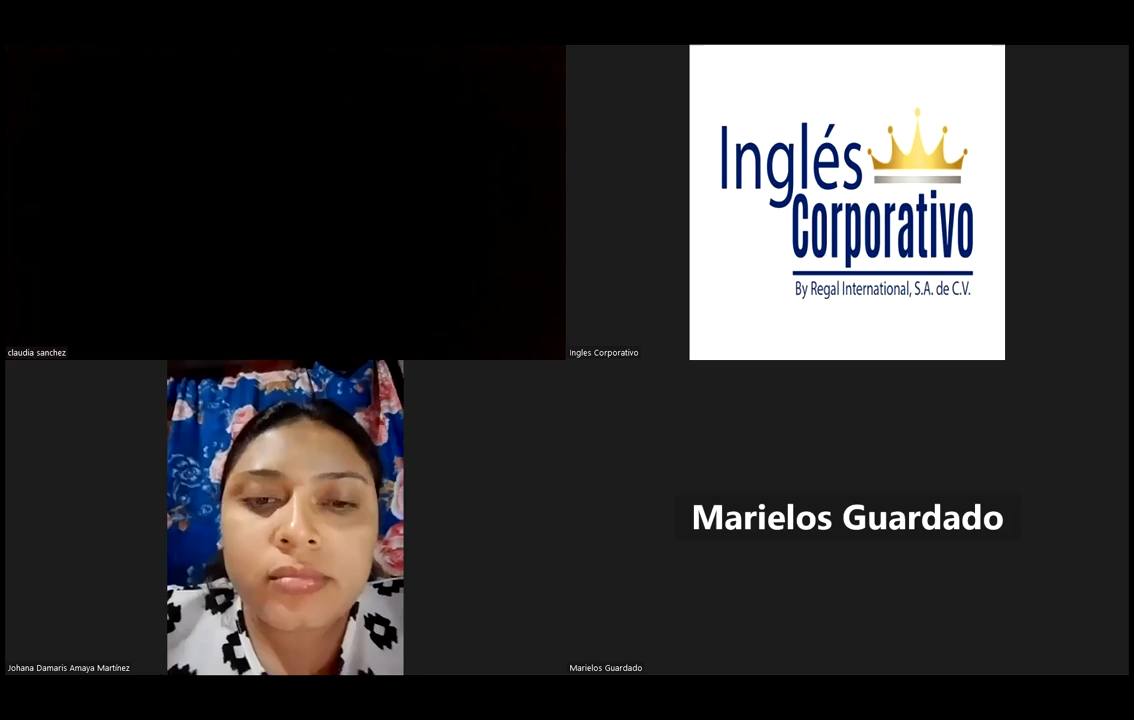 Inglés
Corporativo
By Regal International, S.A. de C.V.
claudia sanchez
Ingles Corporativo
Marielos Guardado
Johana Damaris Amaya Martínez
Marielos Guardado